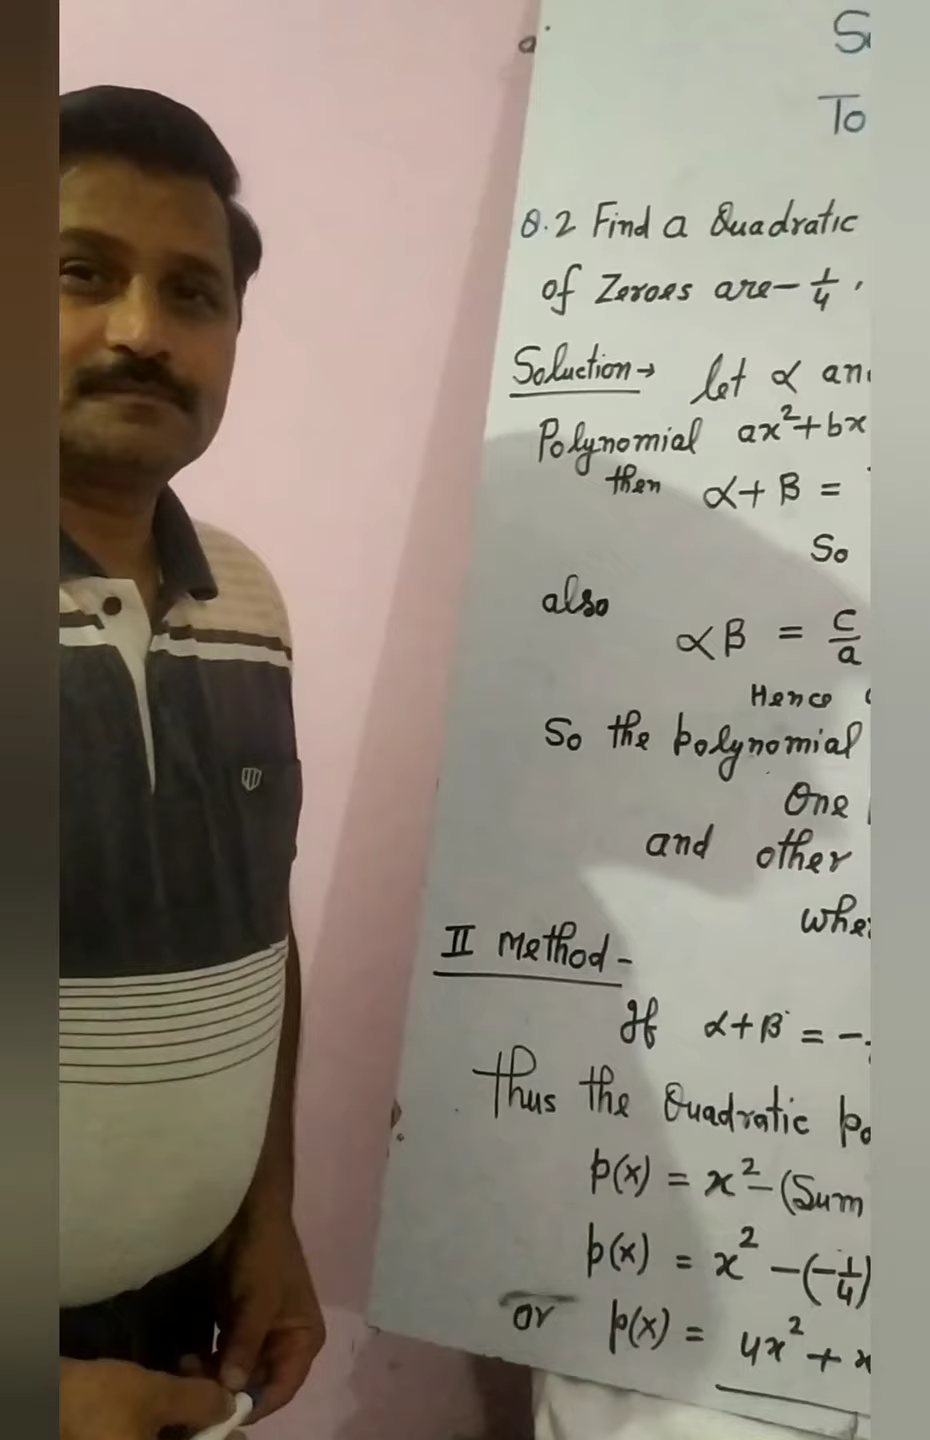 To
Q.2 Find a Quadratic
of Zeroes are - 1/4 ,
Soluction → let α an
Polynomial ax²+bx
then α+β =
So
also
αβ = c/a
Hence
So the polynomial
One
and other
whe
II Method -
If α+β = -
Thus the Quadratic po
p(x) = x² - (Sum
p(x) = x² - (-1/4)
or p(x) = 4x² + x